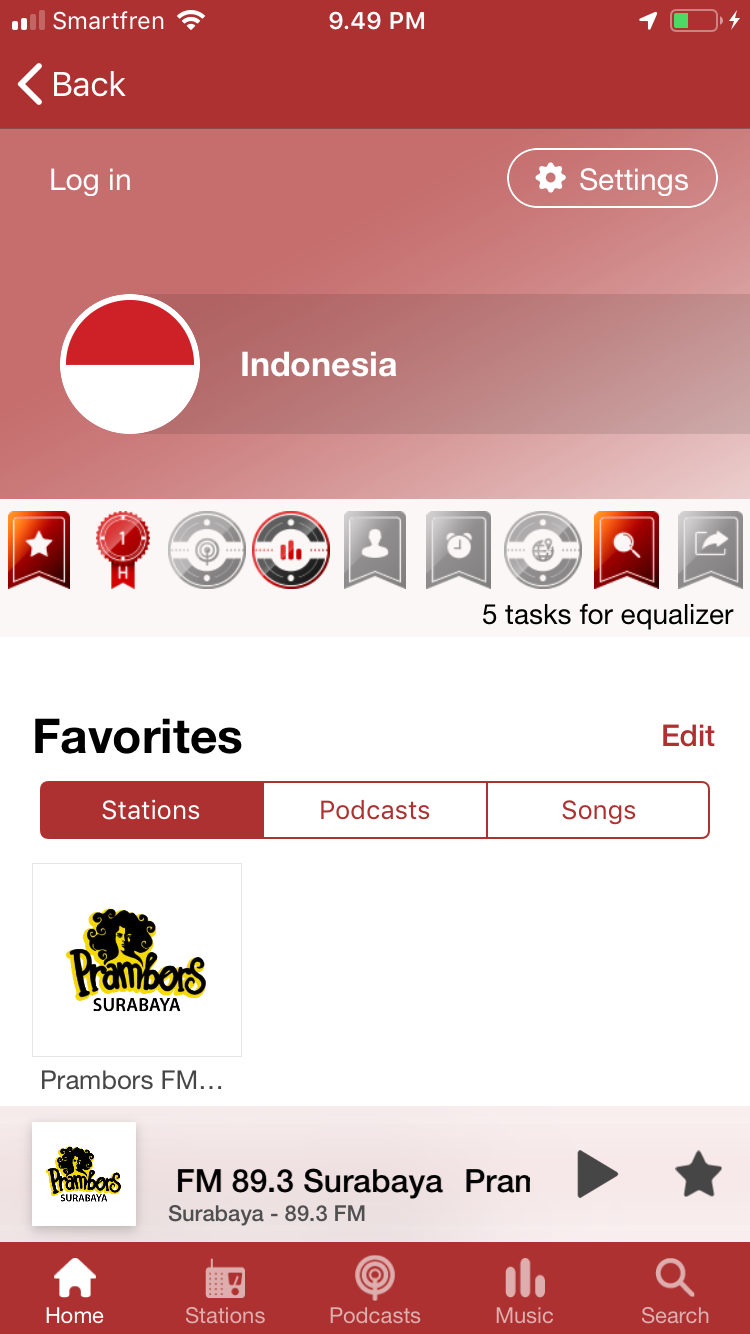 Smartfren 9.49 PM
Back
Log in Settings
Indonesia
1
H
5 tasks for equalizer
Favorites Edit
Stations Podcasts Songs
Prambors
SURABAYA
Prambors FM...
Prambors
SURABAYA
FM 89.3 Surabaya Pran
Surabaya - 89.3 FM
Home Stations Podcasts Music Search